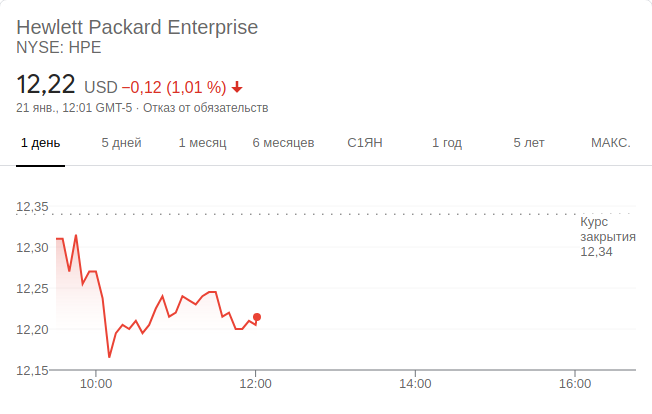 Hewlett Packard Enterprise
NYSE: HPE
12,22 USD −0,12 (1,01 %)
21 янв., 12:01 GMT-5 · Отказ от обязательств
1 день 5 дней 1 месяц 6 месяцев С1ЯН 1 год 5 лет МАКС.
12,35
Курс
закрытия
12,34
12,30
12,25
12,20
12,15
10:00 12:00 14:00 16:00